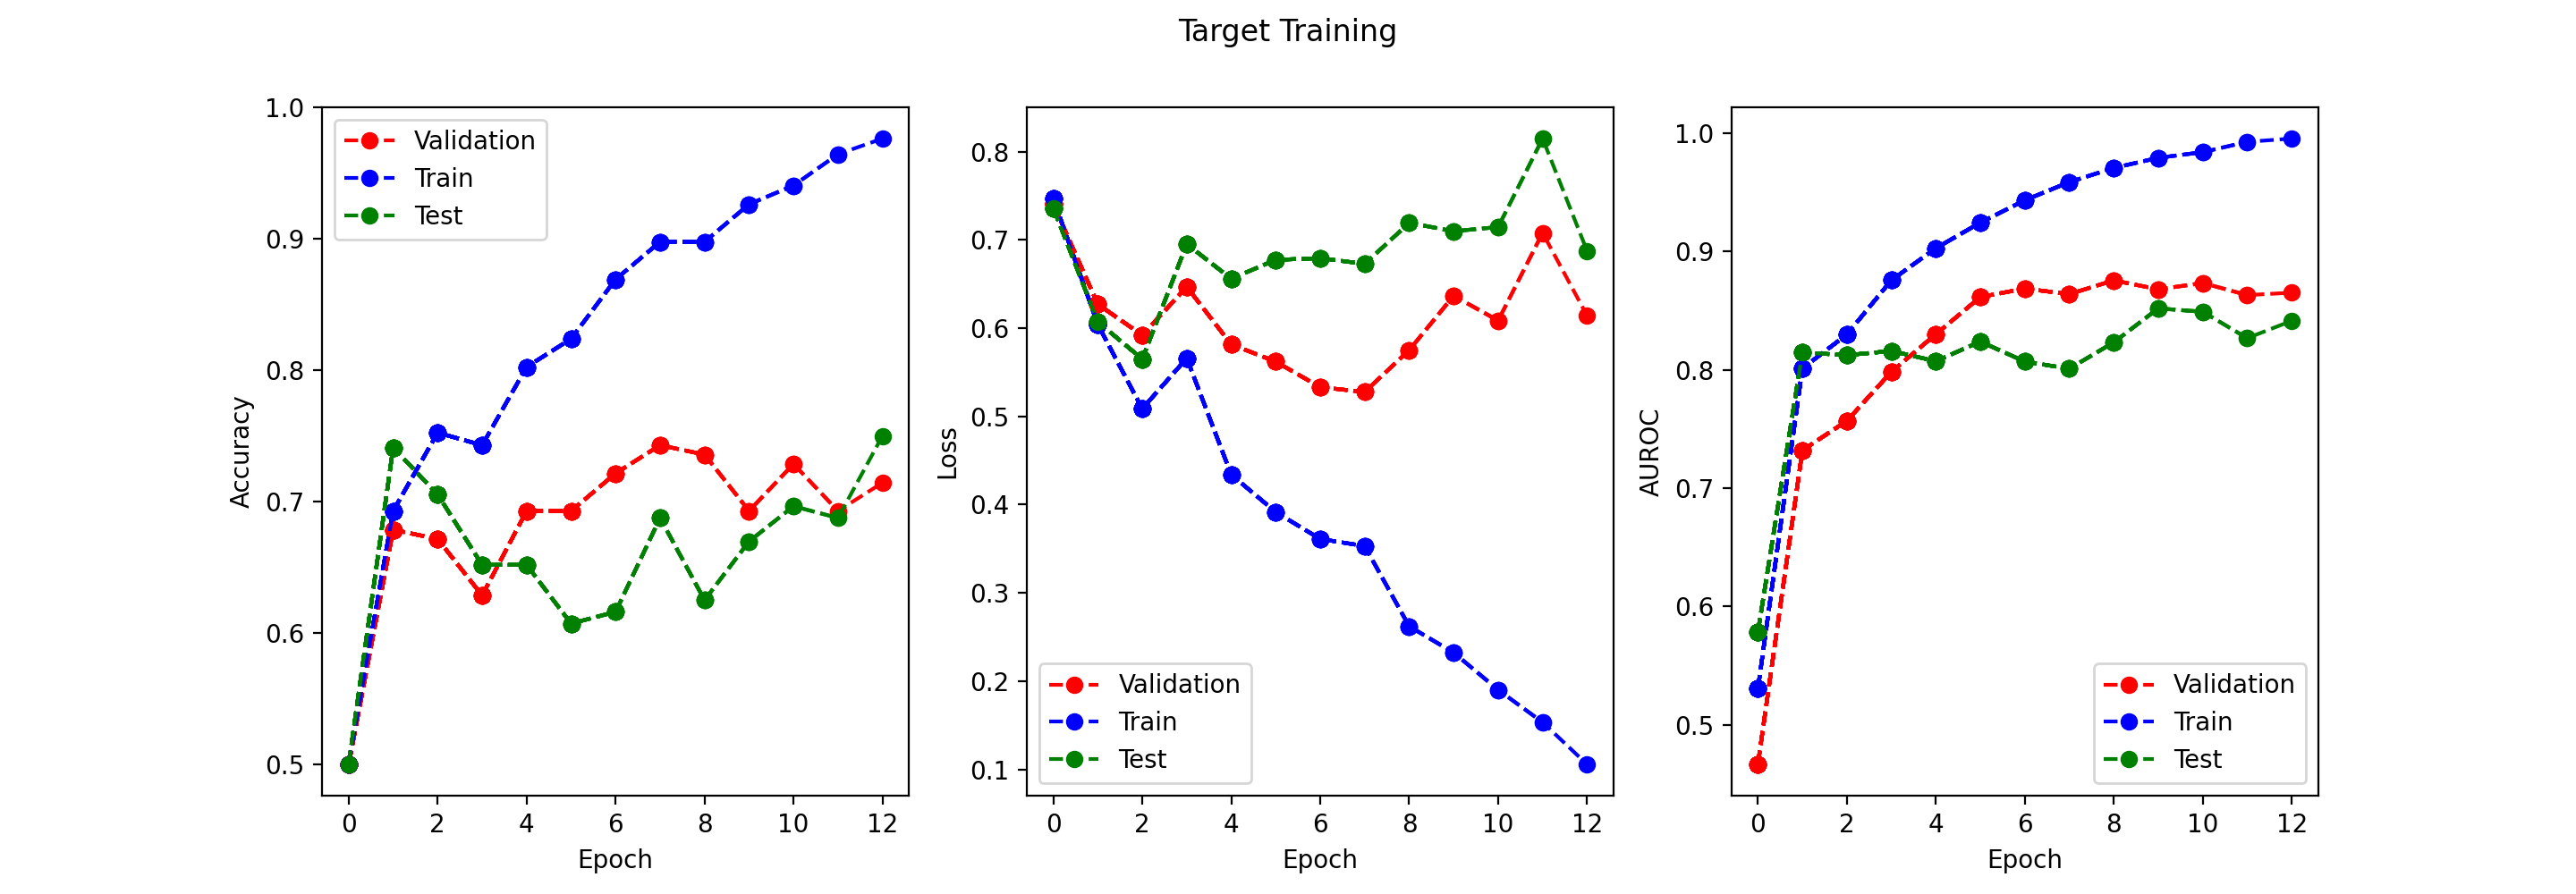 Target Training
Accuracy
1.0
0.9
0.8
0.7
0.6
0.5
Validation
Train
Test
0 2 4 6 8 10 12
Epoch
Loss
0.8
0.7
0.6
0.5
0.4
0.3
0.2
0.1
Validation
Train
Test
0 2 4 6 8 10 12
Epoch
AUROC
1.0
0.9
0.8
0.7
0.6
0.5
Validation
Train
Test
0 2 4 6 8 10 12
Epoch